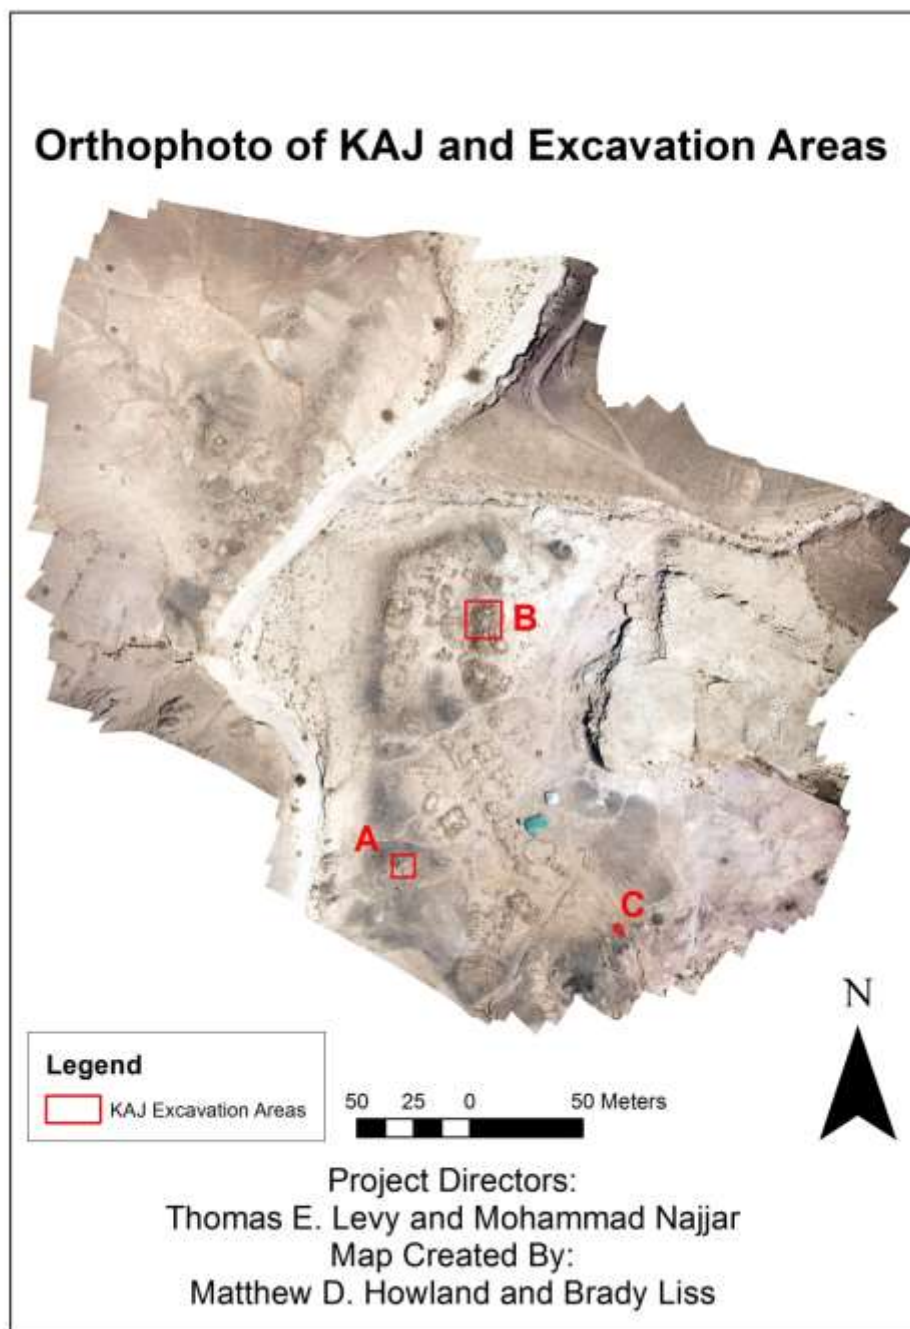 Orthophoto of KAJ and Excavation Areas
B
A
C
N
Legend
KAJ Excavation Areas
50 25 0 50 Meters
Project Directors:
Thomas E. Levy and Mohammad Najjar
Map Created By:
Matthew D. Howland and Brady Liss